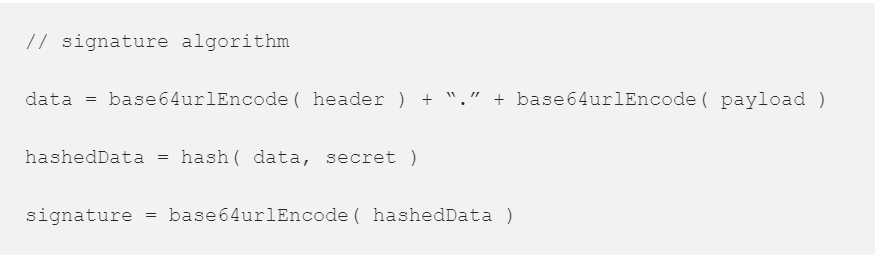 // signature algorithm
data = base64urlEncode( header ) + “.” + base64urlEncode( payload )
hashedData = hash( data, secret )
signature = base64urlEncode( hashedData )